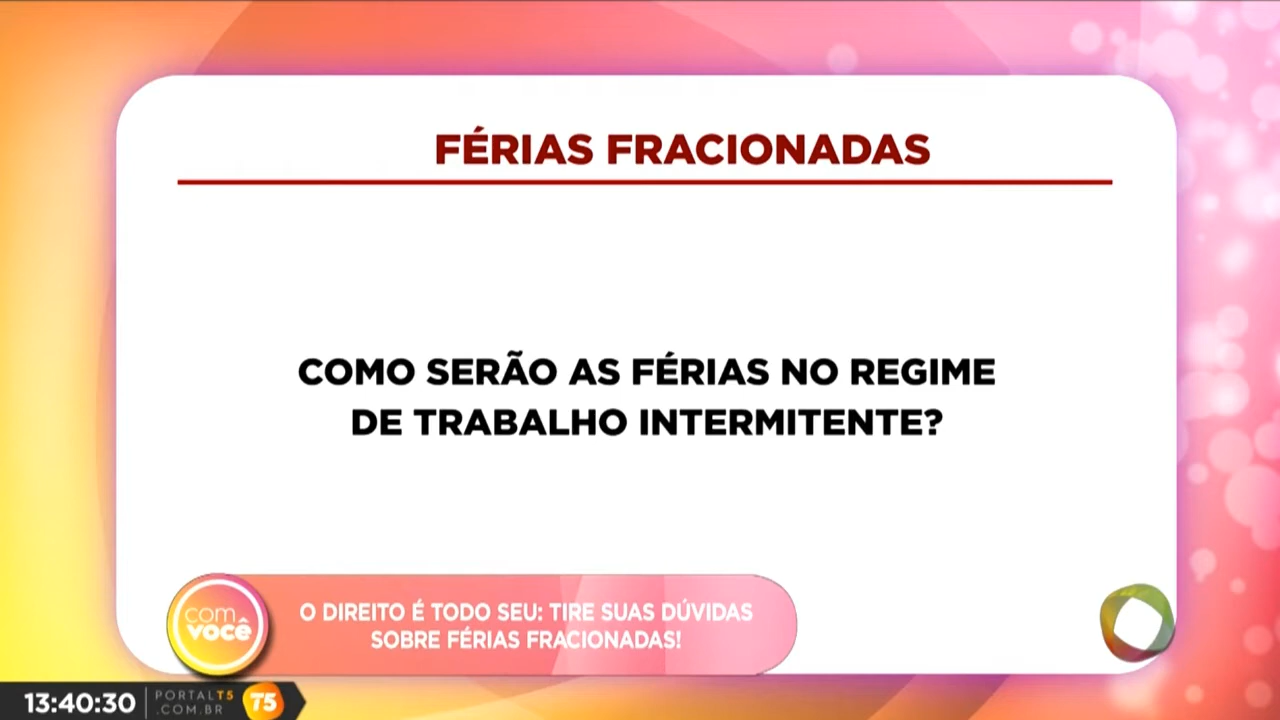 FÉRIAS FRACIONADAS
COMO SERÃO AS FÉRIAS NO REGIME
DE TRABALHO INTERMITENTE?
com
você
O DIREITO É TODO SEU: TIRE SUAS DÚVIDAS
SOBRE FÉRIAS FRACIONADAS!
13:40:30
PORTALT5
.COM.BR
T5